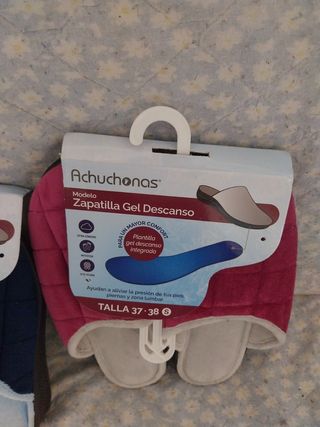 Achuchonas®
Modelo
Zapatilla Gel Descanso
PARA UN MAYOR CONFORT
Plantilla
gel descanso
integrada
Ayudan a aliviar la presión de tus pies,
piernas y zona lumbar
TALLA 37 - 38 S